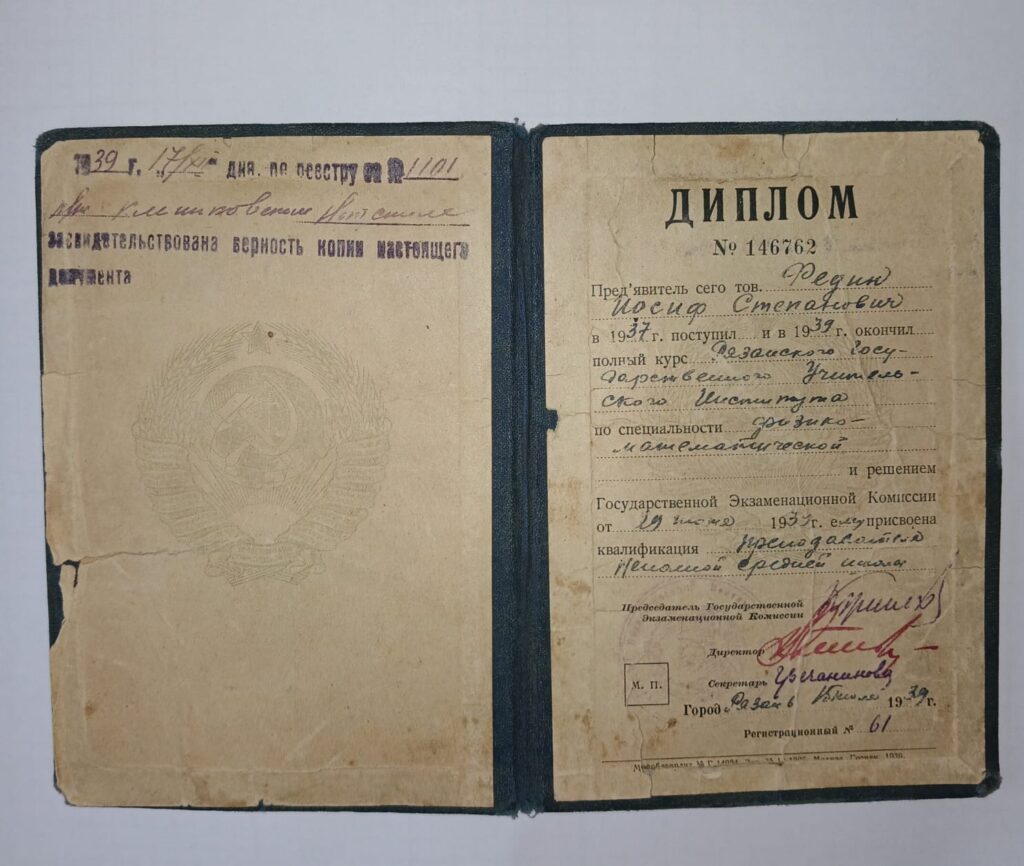 1939 г. 17/XI дня. по реестру за № 1101
засвидетельствована верность копии настоящего
документа
ДИПЛОМ
№ 146762
Пред'явитель сего тов. Редин
Иосиф Степанович
в 1937 г. поступил и в 1939 г. окончил
полный курс Рязанского Госу-
дарственного Учитель-
ского Института
по специальности физико-
математической
и решением
Государственной Экзаменационной Комиссии
от 29 июня 1939 г. ему присвоена
квалификация преподавателя
неполной средней школы
Председатель Государственной
Экзаменационной Комиссии
Директор
Секретарь
М. П.
Город Рязань Июль 1939 г.
Регистрационный № 61